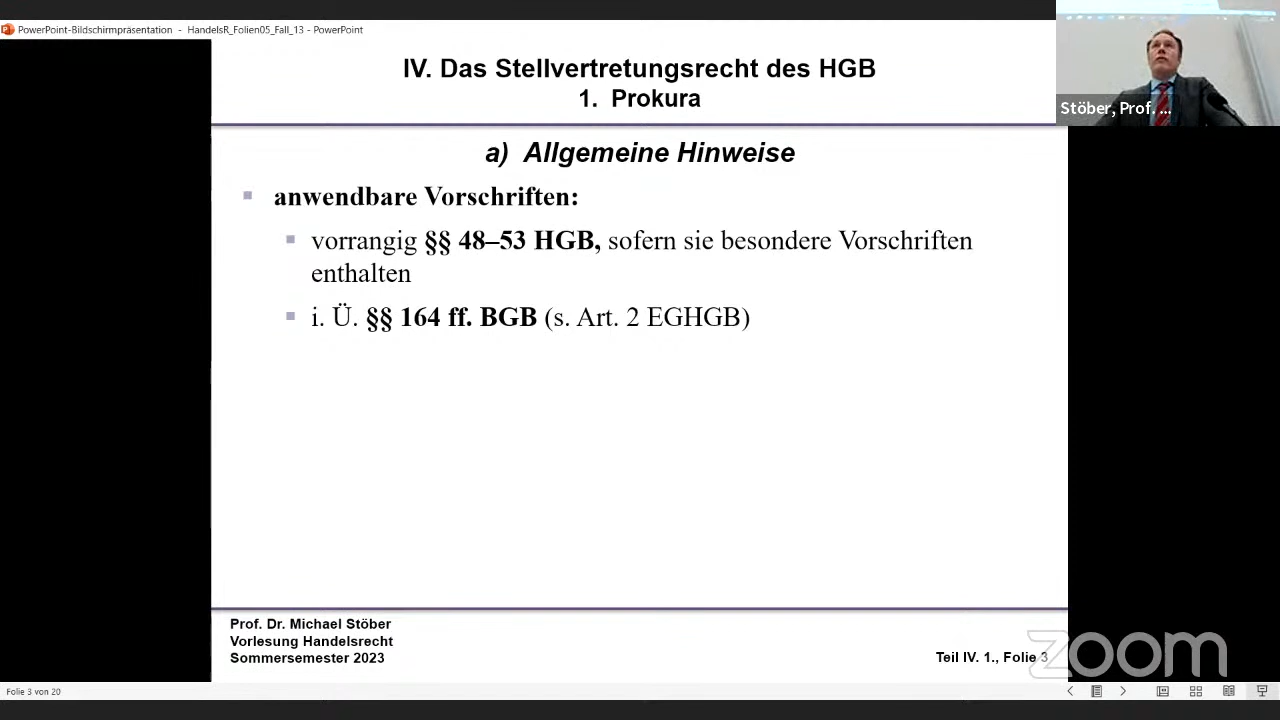 PowerPoint-Bildschirmpräsentation - HandelsR_Folien05_Fall_13 - PowerPoint
IV. Das Stellvertretungsrecht des HGB
1. Prokura
Stöber, Prof. ...
a) Allgemeine Hinweise
anwendbare Vorschriften:
vorrangig §§ 48–53 HGB, sofern sie besondere Vorschriften
enthalten
i. Ü. §§ 164 ff. BGB (s. Art. 2 EGHGB)
Prof. Dr. Michael Stöber
Vorlesung Handelsrecht
Sommersemester 2023
Teil IV. 1., Folie 3
zoom
Folie 3 von 20